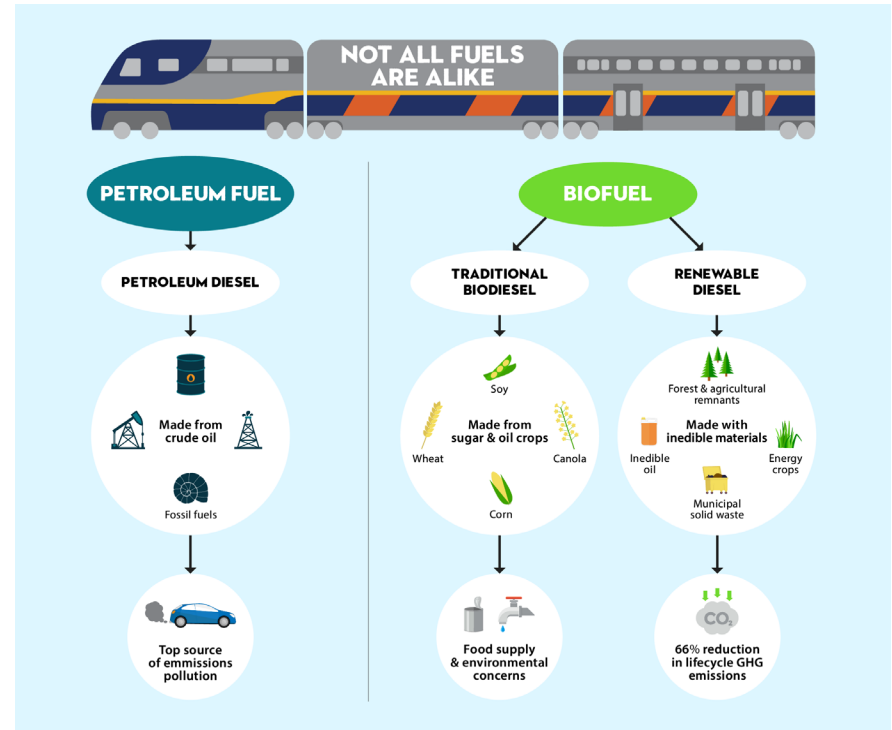 NOT ALL FUELS
ARE ALIKE
PETROLEUM FUEL
PETROLEUM DIESEL
Made from
crude oil
Fossil fuels
Top source
of emmissions
pollution
BIOFUEL
TRADITIONAL
BIODIESEL
Soy
Made from
sugar & oil crops
Wheat
Canola
Corn
Food supply
& environmental
concerns
RENEWABLE
DIESEL
Forest & agricultural
remnants
Made with
inedible materials
Inedible
oil
Energy
crops
Municipal
solid waste
CO₂
66% reduction
in lifecycle GHG
emissions